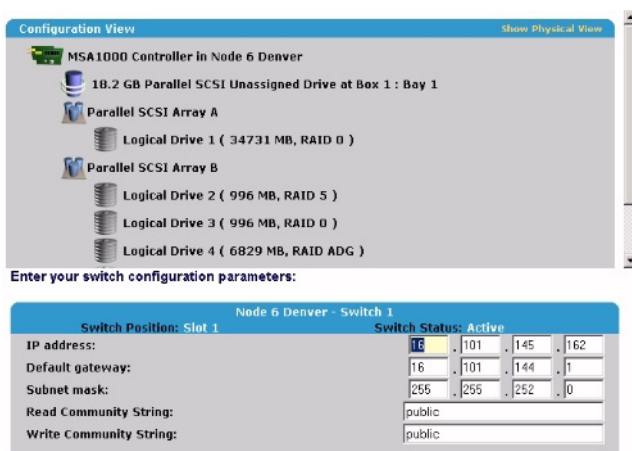 Configuration View Show Physical View
MSA1000 Controller in Node 6 Denver
18.2 GB Parallel SCSI Unassigned Drive at Box 1 : Bay 1
Parallel SCSI Array A
Logical Drive 1 ( 34731 MB, RAID 0 )
Parallel SCSI Array B
Logical Drive 2 ( 996 MB, RAID 5 )
Logical Drive 3 ( 996 MB, RAID 0 )
Logical Drive 4 ( 6829 MB, RAID ADG )
Enter your switch configuration parameters:
Node 6 Denver - Switch 1
Switch Position: Slot 1 Switch Status: Active
IP address: 16 . 101 . 145 . 162
Default gateway: 16 . 101 . 144 . 1
Subnet mask: 255 . 255 . 252 . 0
Read Community String: public
Write Community String: public